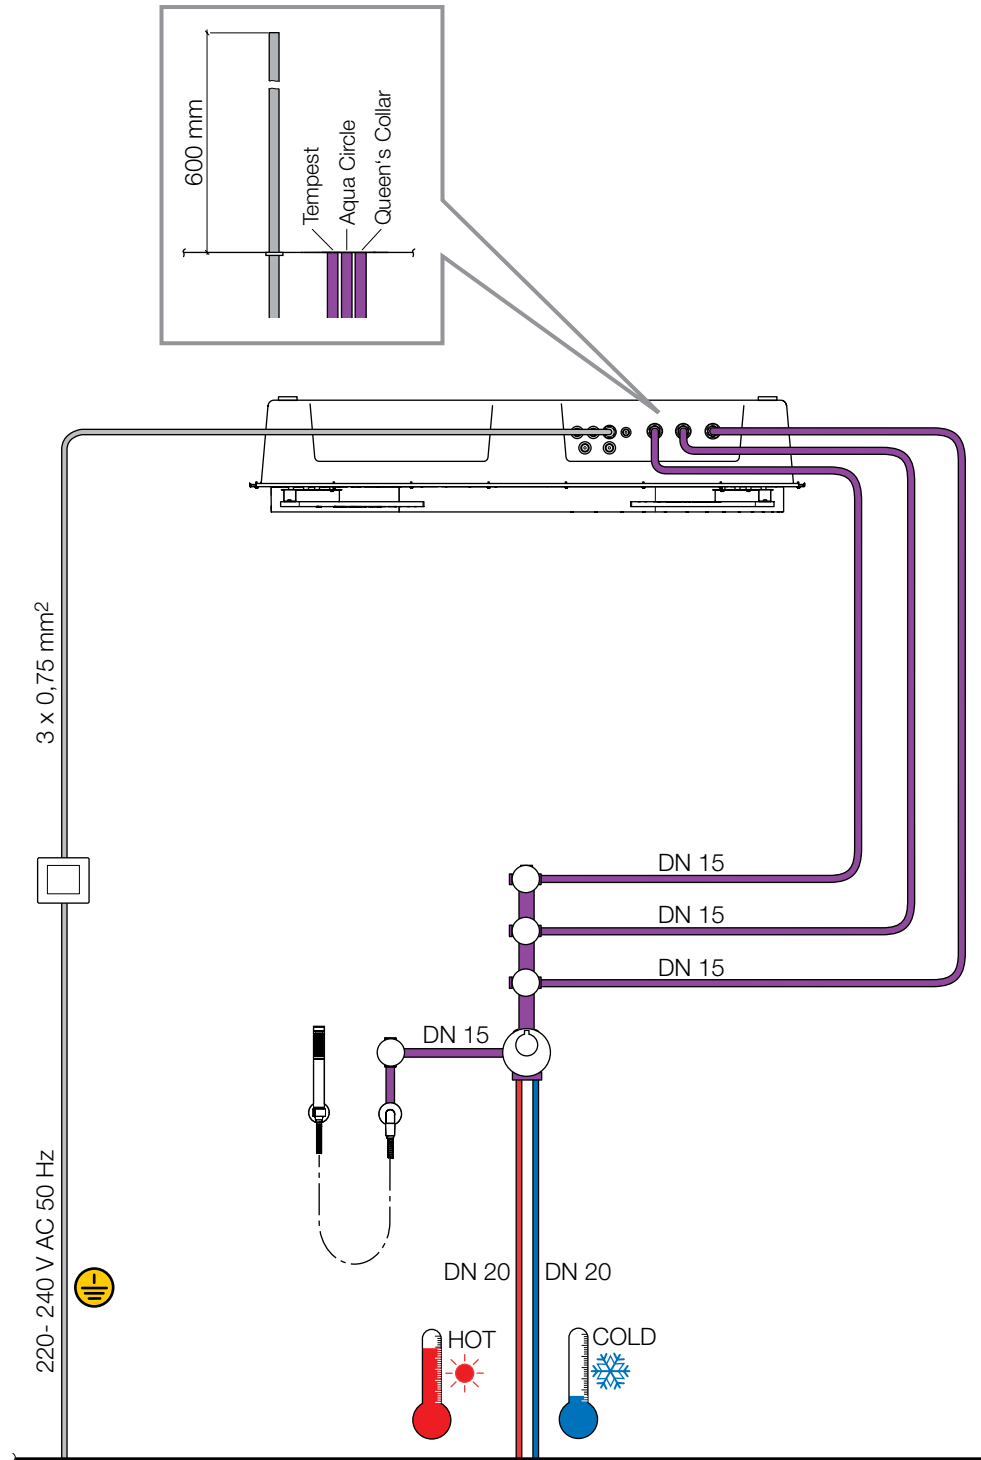 600 mm
Tempest
Aqua Circle
Queen's Collar
3 x 0,75 mm²
DN 15
DN 15
DN 15
DN 15
220- 240 V AC 50 Hz
DN 20
DN 20
HOT
COLD